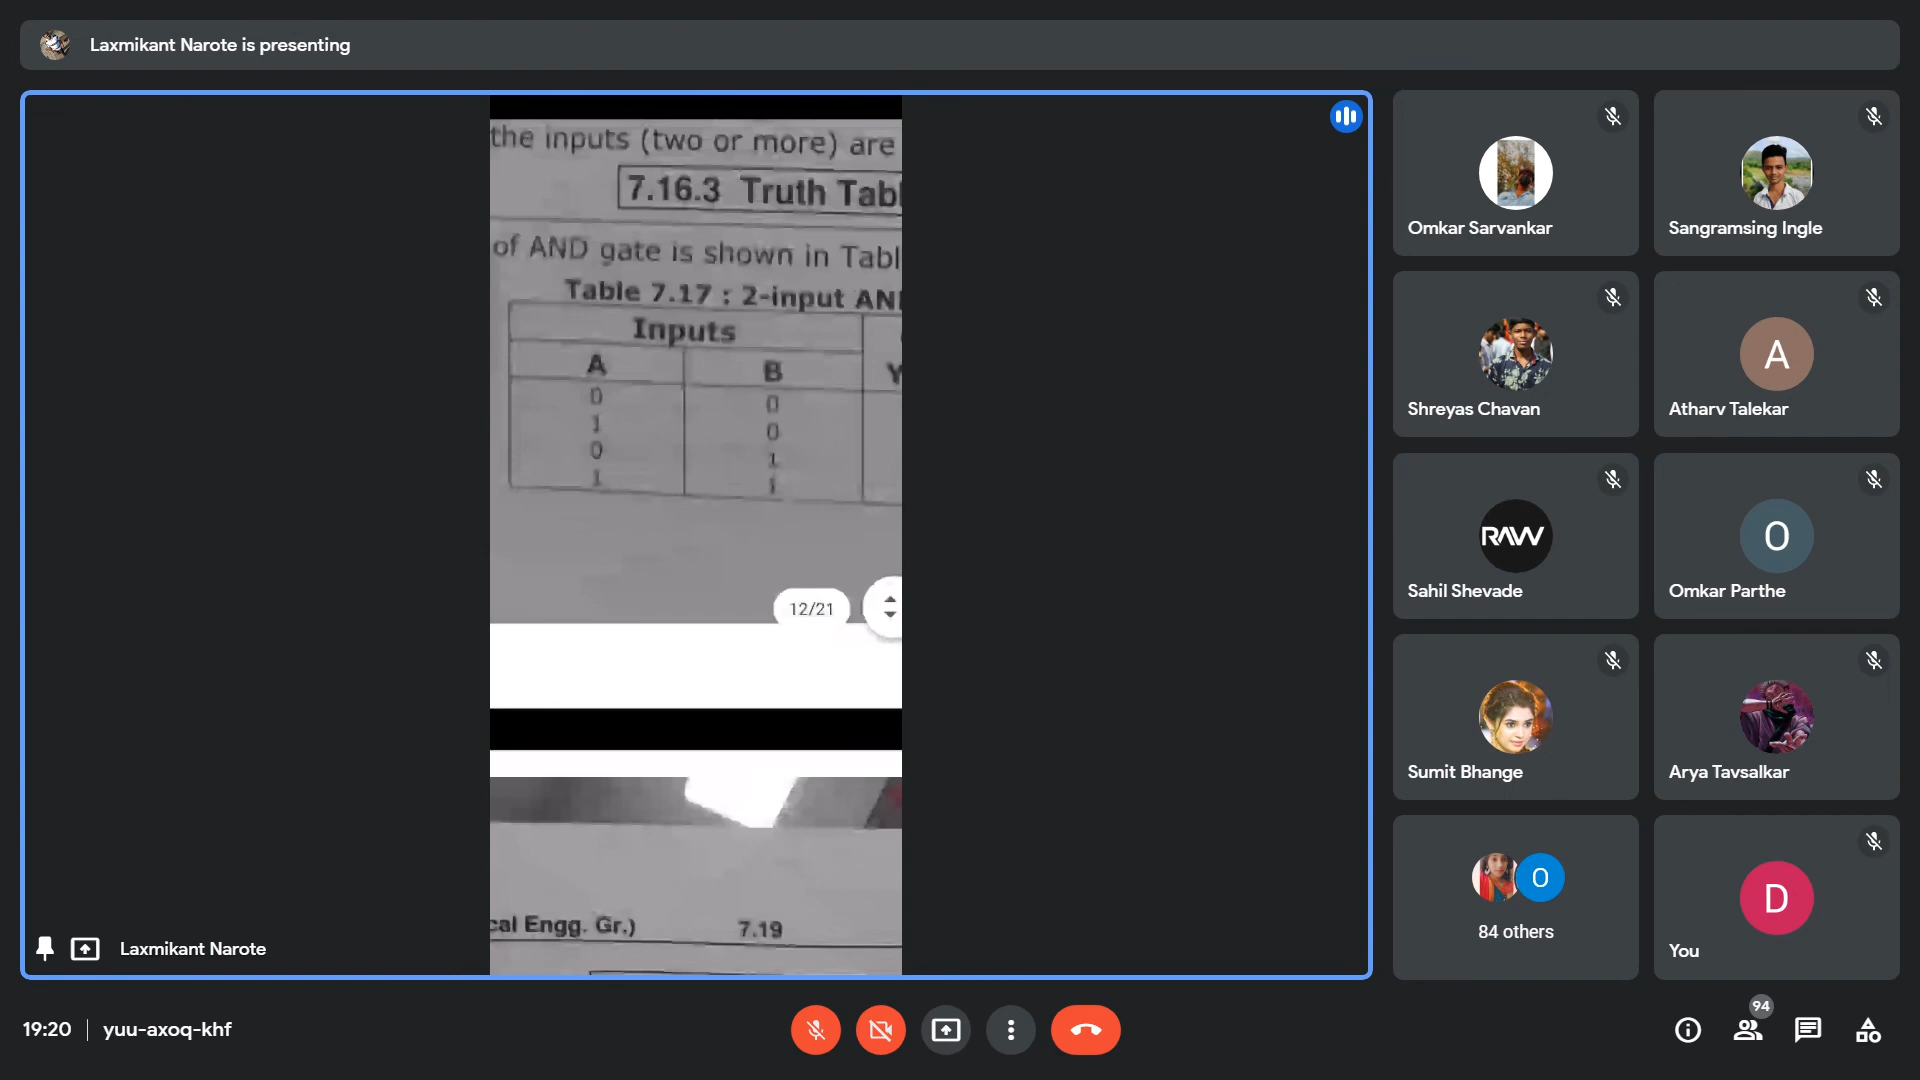 Laxmikant Narote is presenting
the inputs (two or more) are
7.16.3 Truth Tabl
of AND gate is shown in Tabl
Table 7.17 : 2-input AN
Inputs
A B Y
0 0
1 0
0 1
1 1
12/21
cal Engg. Gr.) 7.19
Laxmikant Narote
Omkar Sarvankar
Sangramsing Ingle
Shreyas Chavan
A
Atharv Talekar
RAW
Sahil Shevade
O
Omkar Parthe
Sumit Bhange
Arya Tavsalkar
O
84 others
D
You
19:20 | yuu-axoq-khf
94